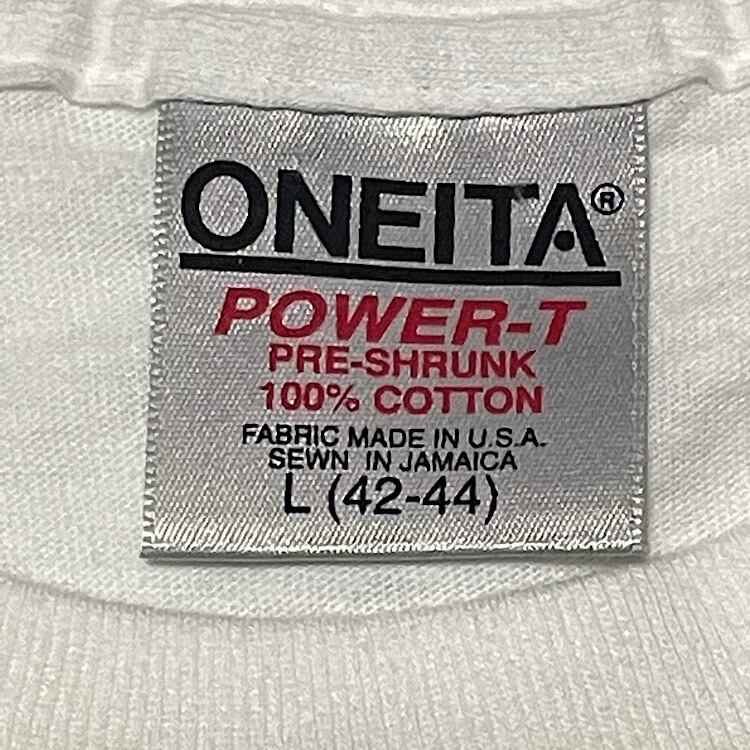 ONEITA®
POWER-T
PRE-SHRUNK
100% COTTON
FABRIC MADE IN U.S.A.
SEWN IN JAMAICA
L (42-44)